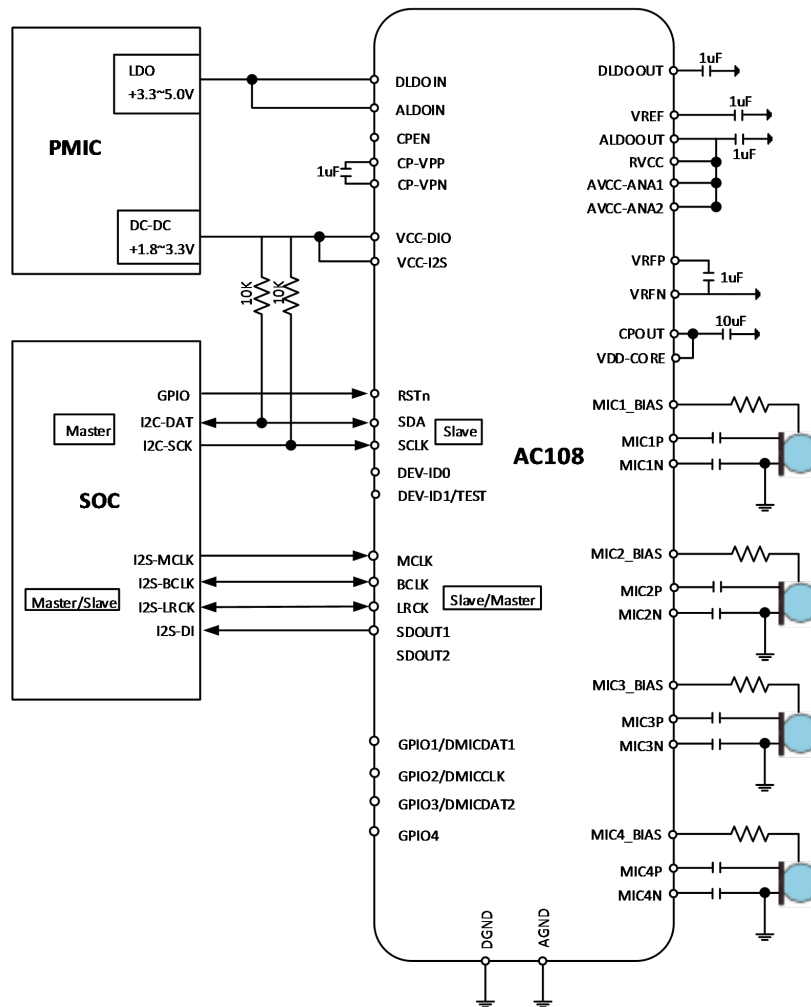 PMIC
LDO
+3.3~5.0V
DC-DC
+1.8~3.3V
10K
10K
SOC
GPIO
I2C-DAT
I2C-SCK
Master
I2S-MCLK
I2S-BCLK
I2S-LRCK
I2S-DI
Master/Slave
AC108
DLDOIN
ALDOIN
CPEN
CP-VPP
1uF
CP-VPN
VCC-DIO
VCC-I2S
RSTn
SDA
Slave
SCLK
DEV-ID0
DEV-ID1/TEST
MCLK
BCLK
LRCK
Slave/Master
SDOUT1
SDOUT2
GPIO1/DMICDAT1
GPIO2/DMICCLK
GPIO3/DMICDAT2
GPIO4
DGND
AGND
DLDOOUT
1uF
VREF
1uF
ALDOOUT
1uF
RVCC
AVCC-ANA1
AVCC-ANA2
VRFP
1uF
VRFN
CPOUT
10uF
VDD-CORE
MIC1_BIAS
MIC1P
MIC1N
MIC2_BIAS
MIC2P
MIC2N
MIC3_BIAS
MIC3P
MIC3N
MIC4_BIAS
MIC4P
MIC4N